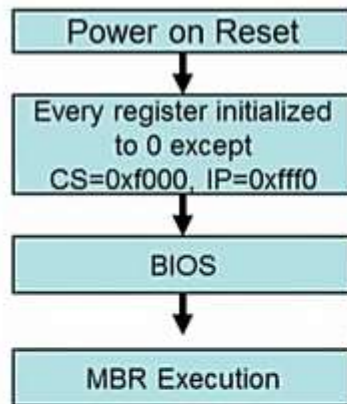 Power on Reset
Every register initialized
to 0 except
CS=0xf000, IP=0xfff0
BIOS
MBR Execution